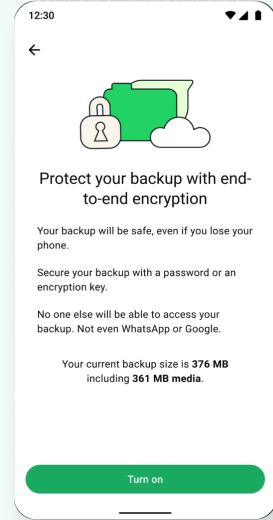 12:30
Protect your backup with end-
to-end encryption
Your backup will be safe, even if you lose your
phone.
Secure your backup with a password or an
encryption key.
No one else will be able to access your
backup. Not even WhatsApp or Google.
Your current backup size is 376 MB
including 361 MB media.
Turn on